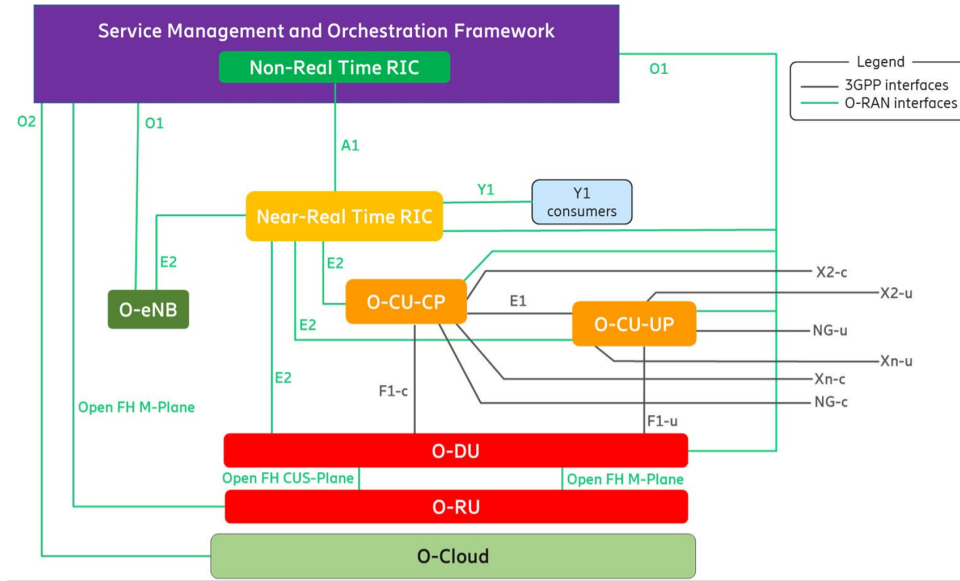 Service Management and Orchestration Framework
Non-Real Time RIC
O1
Legend
3GPP interfaces
O-RAN interfaces
O2
O1
A1
Near-Real Time RIC
Y1
Y1
consumers
E2
E2
O-eNB
O-CU-CP
E1
O-CU-UP
X2-c
X2-u
NG-u
E2
Xn-u
E2
Xn-c
F1-c
NG-c
Open FH M-Plane
F1-u
O-DU
Open FH CUS-Plane
Open FH M-Plane
O-RU
O-Cloud